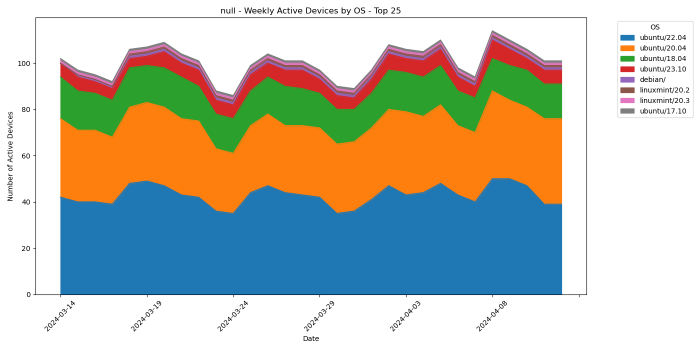 null - Weekly Active Devices by OS - Top 25
OS
ubuntu/22.04
ubuntu/20.04
ubuntu/18.04
ubuntu/23.10
debian/
linuxmint/20.2
linuxmint/20.3
ubuntu/17.10
Number of Active Devices
100
80
60
40
20
0
2024-03-14
2024-03-19
2024-03-24
2024-03-29
2024-04-03
2024-04-08
Date